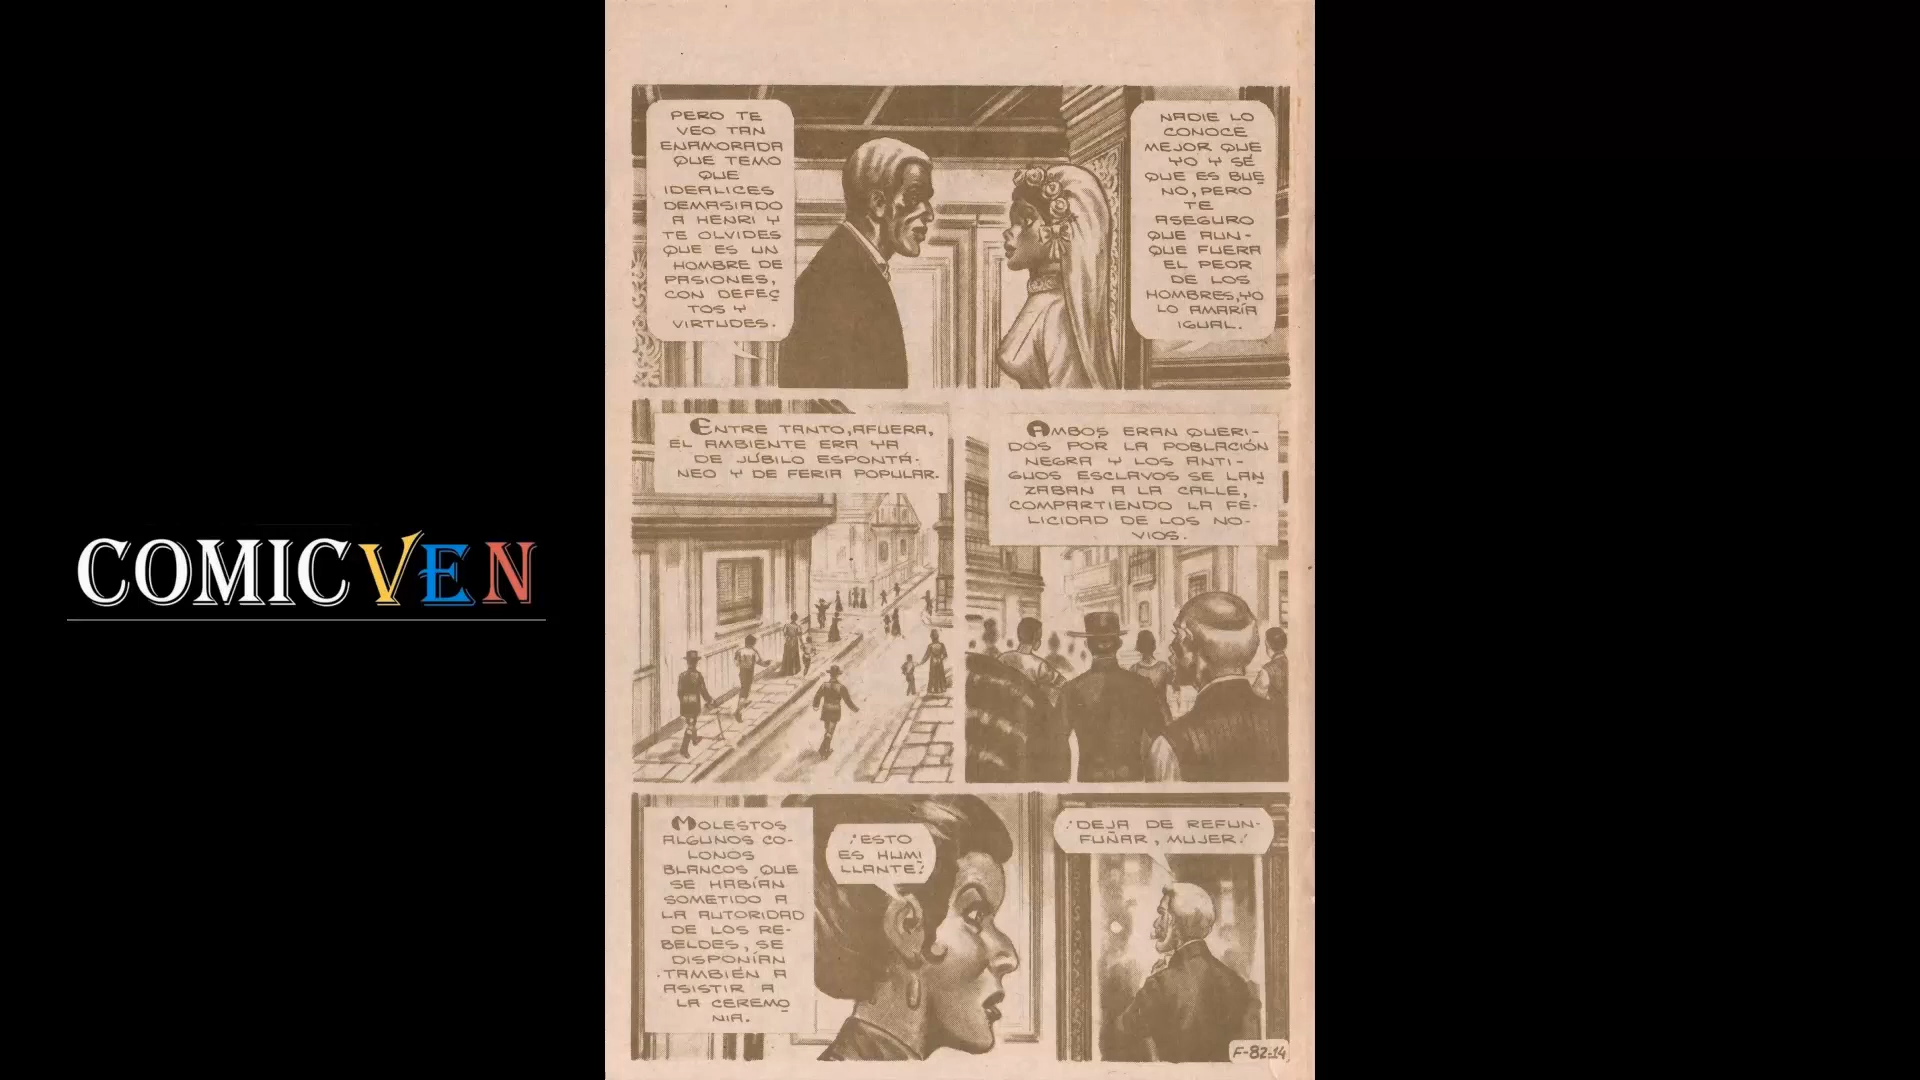 PERO TE
VEO TAN
ENAMORADA
QUE TEMO
QUE
IDEALICES
DEMASIADO
A HENRI Y
TE OLVIDES
QUE ES UN
HOMBRE DE
PASIONES,
CON DEFEC
TOS Y
VIRTUDES.
NADIE LO
CONOCE
MEJOR QUE
YO Y SÉ
QUE ES BUE
NO, PERO
TE
ASEGURO
QUE AUN-
QUE FUERA
EL PEOR
DE LOS
HOMBRES, YO
LO AMARÍA
IGUAL.
ENTRE TANTO, AFUERA,
EL AMBIENTE ERA YA
DE JÚBILO ESPONTÁ-
NEO Y DE FERIA POPULAR.
AMBOS ERAN QUERI-
DOS POR LA POBLACIÓN
NEGRA Y LOS ANTI-
GUOS ESCLAVOS SE LAN
ZABAN A LA CALLE,
COMPARTIENDO LA FE-
LICIDAD DE LOS NO-
VIOS.
COMICVEN
MOLESTOS
ALGUNOS CO-
LONOS
BLANCOS QUE
SE HABÍAN
SOMETIDO A
LA AUTORIDAD
DE LOS RE-
BELDES, SE
DISPONÍAN
TAMBIÉN A
ASISTIR A
LA CEREMO
NIA.
¡ESTO
ES HUMI
LLANTE!
¡DEJA DE REFUN-
FUÑAR, MUJER!
F-82-14